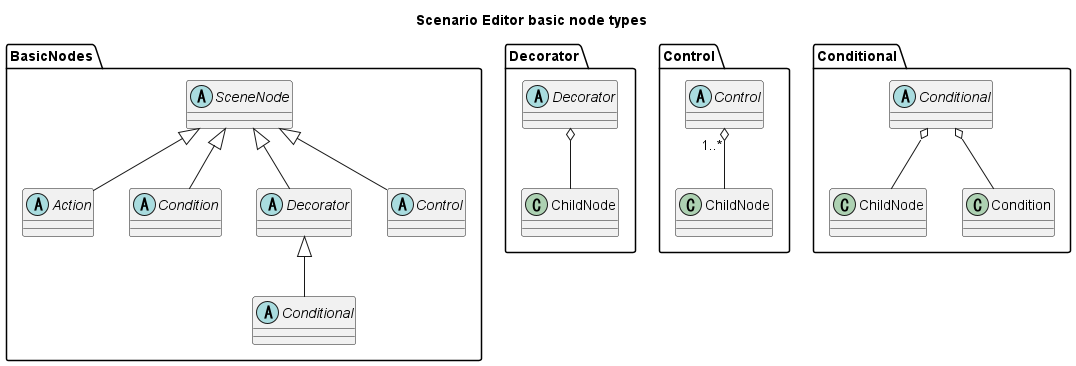 Scenario Editor basic node types
BasicNodes
A SceneNode
A Action
A Condition
A Decorator
A Control
A Conditional
Decorator
A Decorator
C ChildNode
Control
A Control
1..*
C ChildNode
Conditional
A Conditional
C ChildNode
C Condition